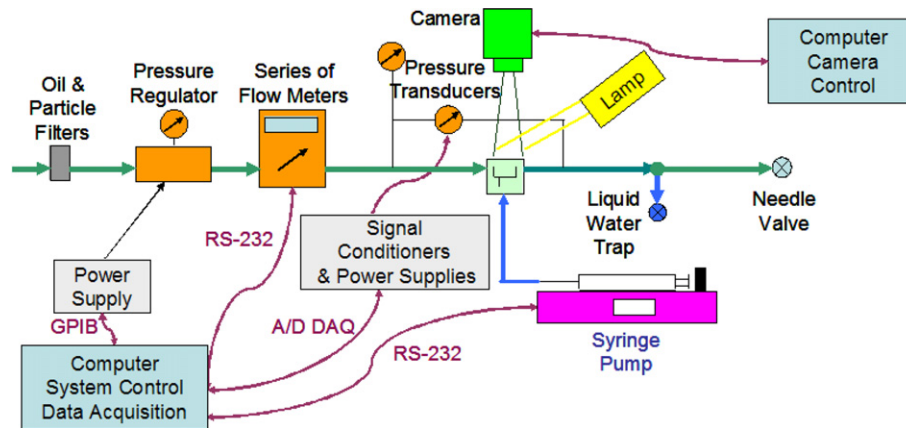 Camera
Computer
Camera
Control
Oil &
Particle
Filters
Pressure
Regulator
Series of
Flow Meters
Pressure
Transducers
Lamp
RS-232
Signal
Conditioners
& Power Supplies
Liquid
Water
Trap
Needle
Valve
Power
Supply
GPIB
A/D DAQ
RS-232
Syringe
Pump
Computer
System Control
Data Acquisition